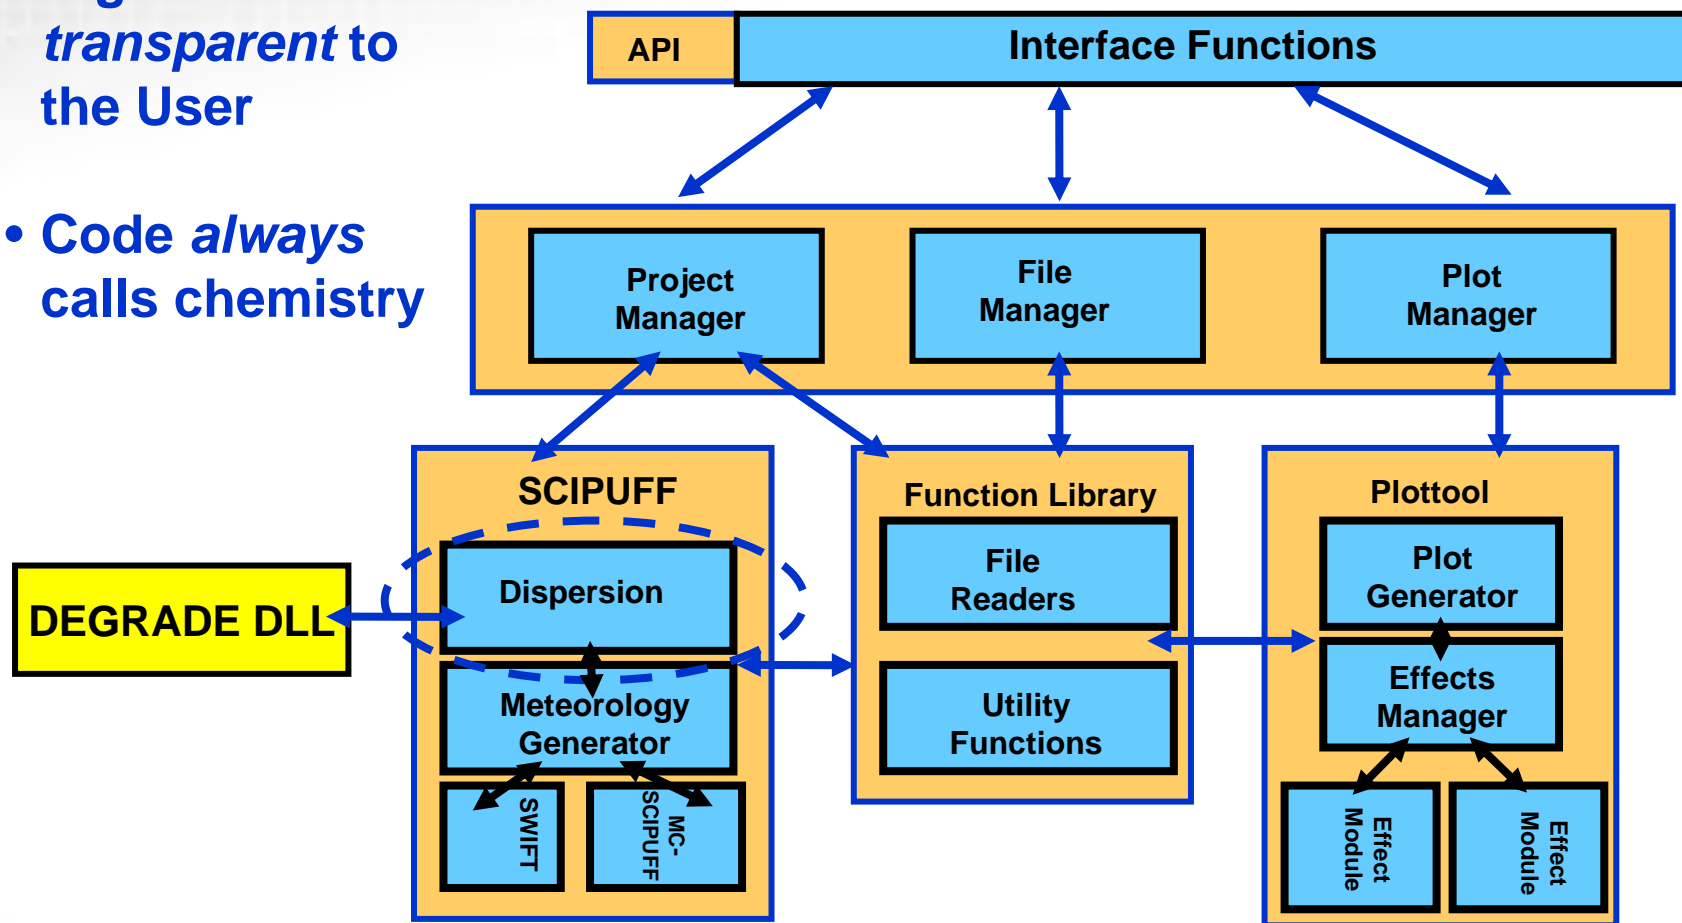 transparent to
the User
• Code always
calls chemistry
API
Interface Functions
Project
Manager
File
Manager
Plot
Manager
SCIPUFF
Function Library
Plottool
Dispersion
File
Readers
Plot
Generator
DEGRADE DLL
Meteorology
Generator
Utility
Functions
Effects
Manager
SWIFT
MC-
SCIPUFF
Effect
Module
Effect
Module